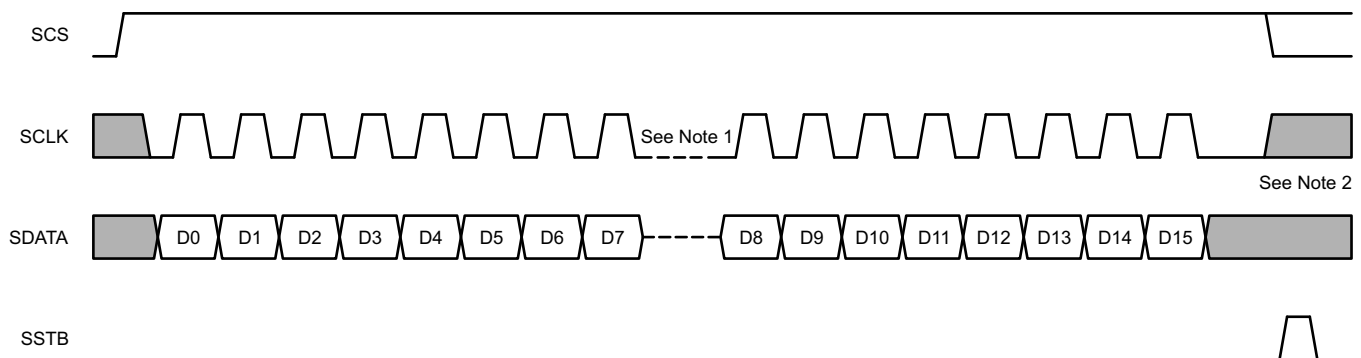 SCS
SCLK
See Note 1
See Note 2
SDATA
D0 D1 D2 D3 D4 D5 D6 D7 D8 D9 D10 D11 D12 D13 D14 D15
SSTB